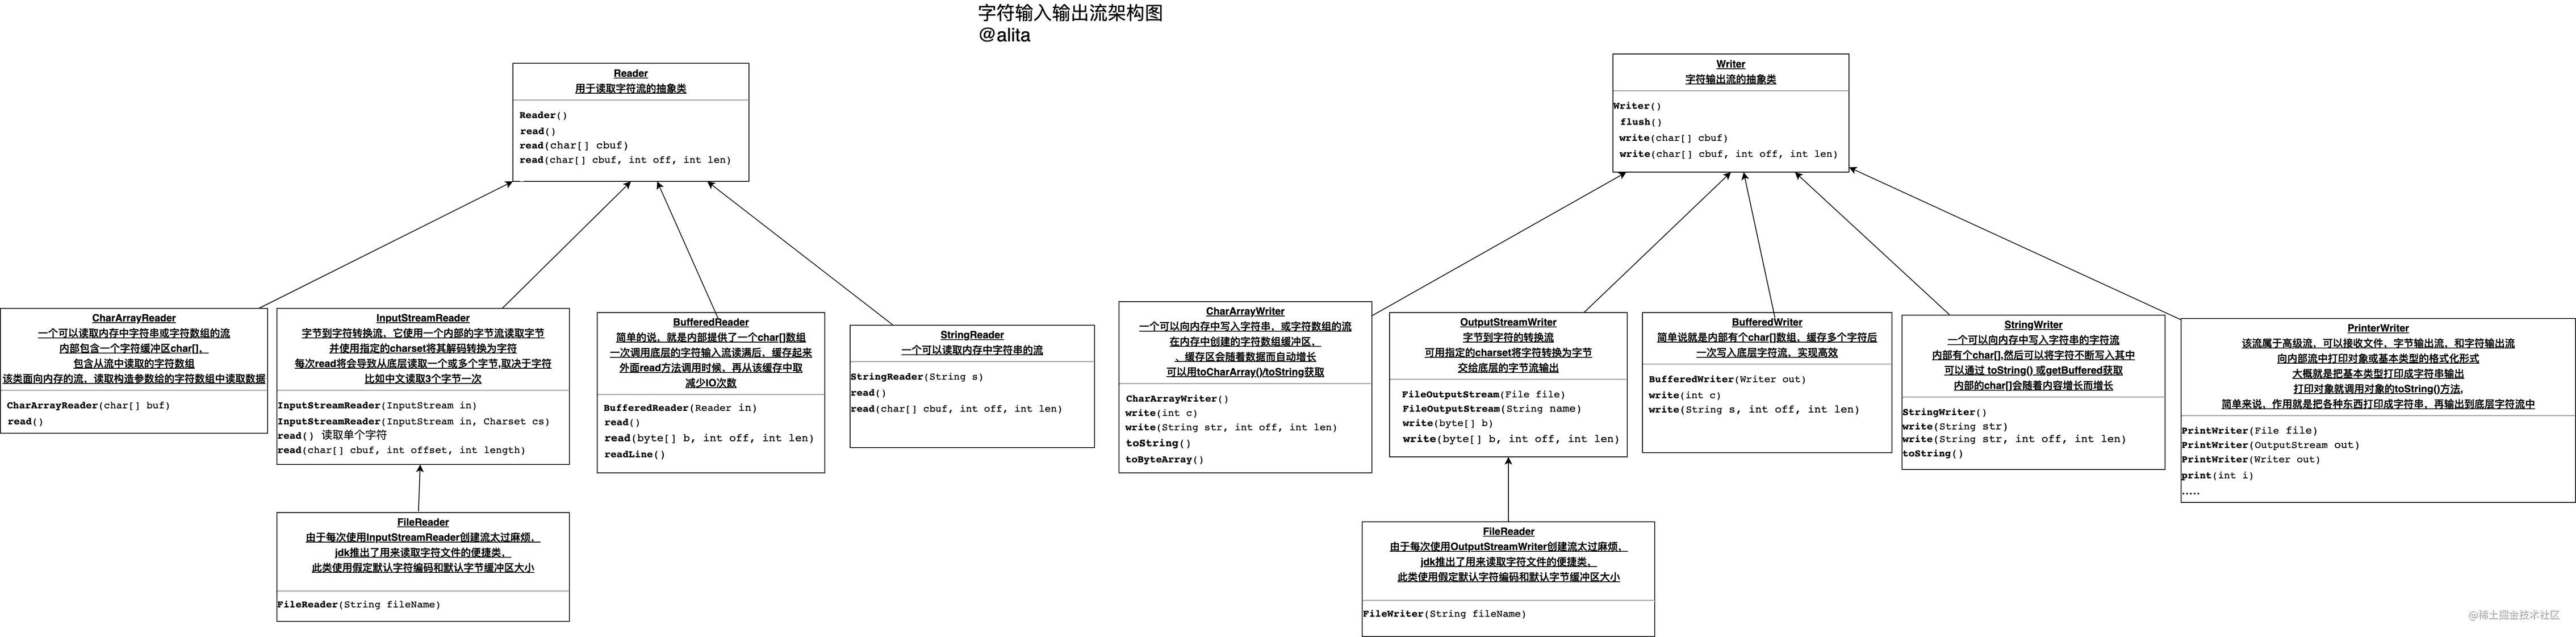 字符输入输出流架构图
@alita
Reader
用于读取字符流的抽象类
Reader()
read()
read(char[] cbuf)
read(char[] cbuf, int off, int len)
Writer
字符输出流的抽象类
Writer()
flush()
write(char[] cbuf)
write(char[] cbuf, int off, int len)
CharArrayReader
一个可以读取内存中字符串或字符数组的流
内部包含一个字符缓冲区char[],
包含从流中读取的字符数组
该类面向内存的流，读取构造参数给的字符数组中读取数据
CharArrayReader(char[] buf)
read()
InputStreamReader
字节到字符转换流，它使用一个内部的字节流读取字节
并使用指定的charset将其解码转换为字符
每次read将会导致从底层读取一个或多个字节,取决于字符
比如中文读取3个字节一次
InputStreamReader(InputStream in)
InputStreamReader(InputStream in, Charset cs)
read() 读取单个字符
read(char[] cbuf, int offset, int length)
BufferedReader
简单的说，就是内部提供了一个char[]数组
一次调用底层的字符输入流读满后，缓存起来
外面read方法调用时候，再从该缓存中取
减少IO次数
BufferedReader(Reader in)
read()
read(byte[] b, int off, int len)
readLine()
StringReader
一个可以读取内存中字符串的流
StringReader(String s)
read()
read(char[] cbuf, int off, int len)
CharArrayWriter
一个可以向内存中写入字符串，或字符数组的流
在内存中创建的字符数组缓冲区，
、缓存区会随着数据而自动增长
可以用toCharArray()/toString获取
CharArrayWriter()
write(int c)
write(String str, int off, int len)
toString()
toByteArray()
OutputStreamWriter
字节到字符的转换流
可用指定的charset将字符转换为字节
交给底层的字节流输出
FileOutputStream(File file)
FileOutputStream(String name)
write(byte[] b)
write(byte[] b, int off, int len)
BufferedWriter
简单说就是内部有个char[]数组，缓存多个字符后
一次写入底层字符流，实现高效
BufferedWriter(Writer out)
write(int c)
write(String s, int off, int len)
StringWriter
一个可以向内存中写入字符串的字符流
内部有个char[],然后可以将字符不断写入其中
可以通过 toString() 或getBuffered获取
内部的char[]会随着内容增长而增长
StringWriter()
write(String str)
write(String str, int off, int len)
toString()
PrinterWriter
该流属于高级流，可以接收文件，字节输出流，和字符输出流
向内部流中打印对象或基本类型的格式化形式
大概就是把基本类型打印成字符串输出
打印对象就调用对象的toString()方法,
简单来说，作用就是把各种东西打印成字符串，再输出到底层字符流中
PrintWriter(File file)
PrintWriter(OutputStream out)
PrintWriter(Writer out)
print(int i)
.....
FileReader
由于每次使用InputStreamReader创建流太过麻烦，
jdk推出了用来读取字符文件的便捷类，
此类使用假定默认字符编码和默认字节缓冲区大小
FileReader(String fileName)
FileReader
由于每次使用OutputStreamWriter创建流太过麻烦，
jdk推出了用来读取字符文件的便捷类，
此类使用假定默认字符编码和默认字节缓冲区大小
FileWriter(String fileName)
@稀土掘金技术社区